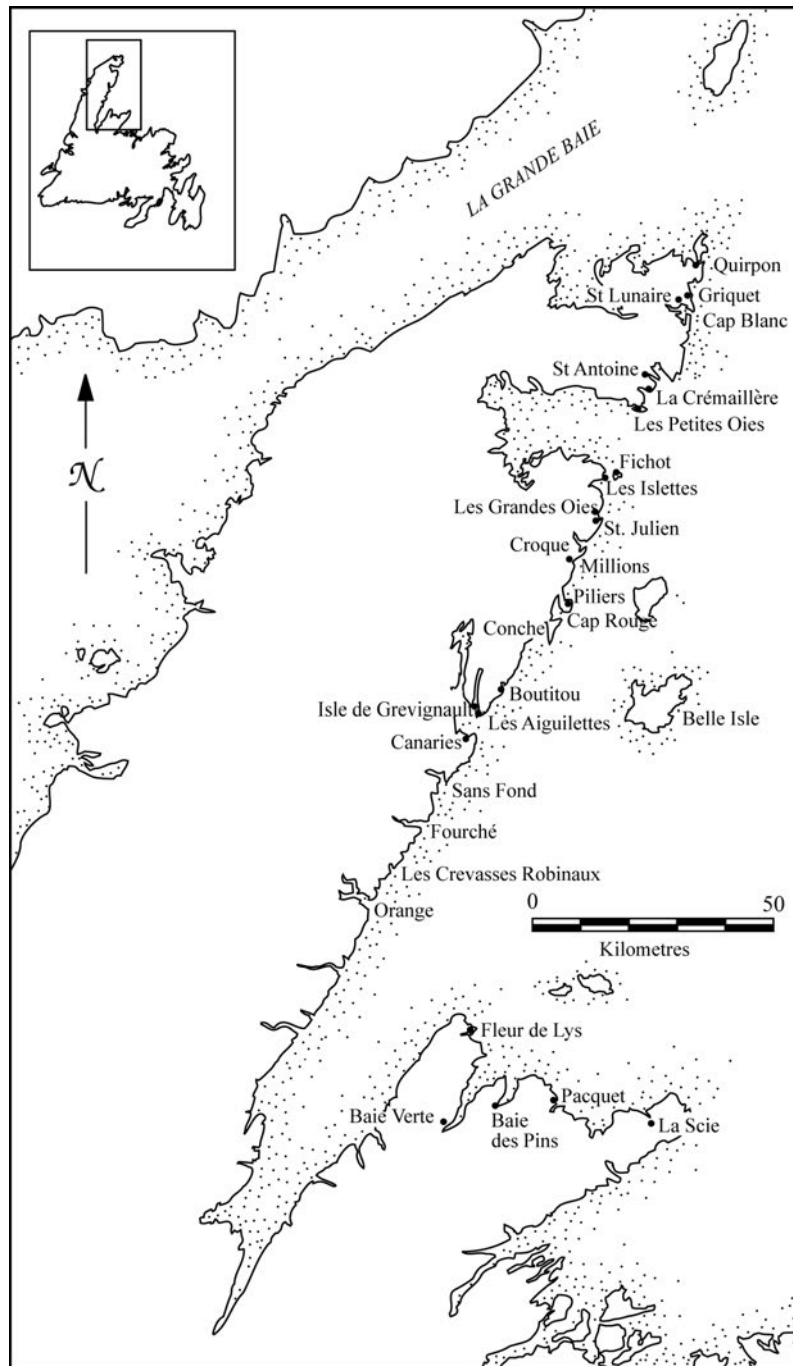 LA GRANDE BAIE
Quirpon
St Lunaire
Griquet
Cap Blanc
St Antoine
La Crémaillère
Les Petites Oies
Fichot
Les Islettes
Les Grandes Oies
St. Julien
Croque
Millions
Piliers
Cap Rouge
Conche
Boutitou
Isle de Grevignault
Les Aiguilettes
Belle Isle
Canaries
Sans Fond
Fourché
Les Crevasses Robinaux
Orange
N
0 50
Kilometres
Fleur de Lys
Pacquet
Baie Verte
Baie
des Pins
La Scie